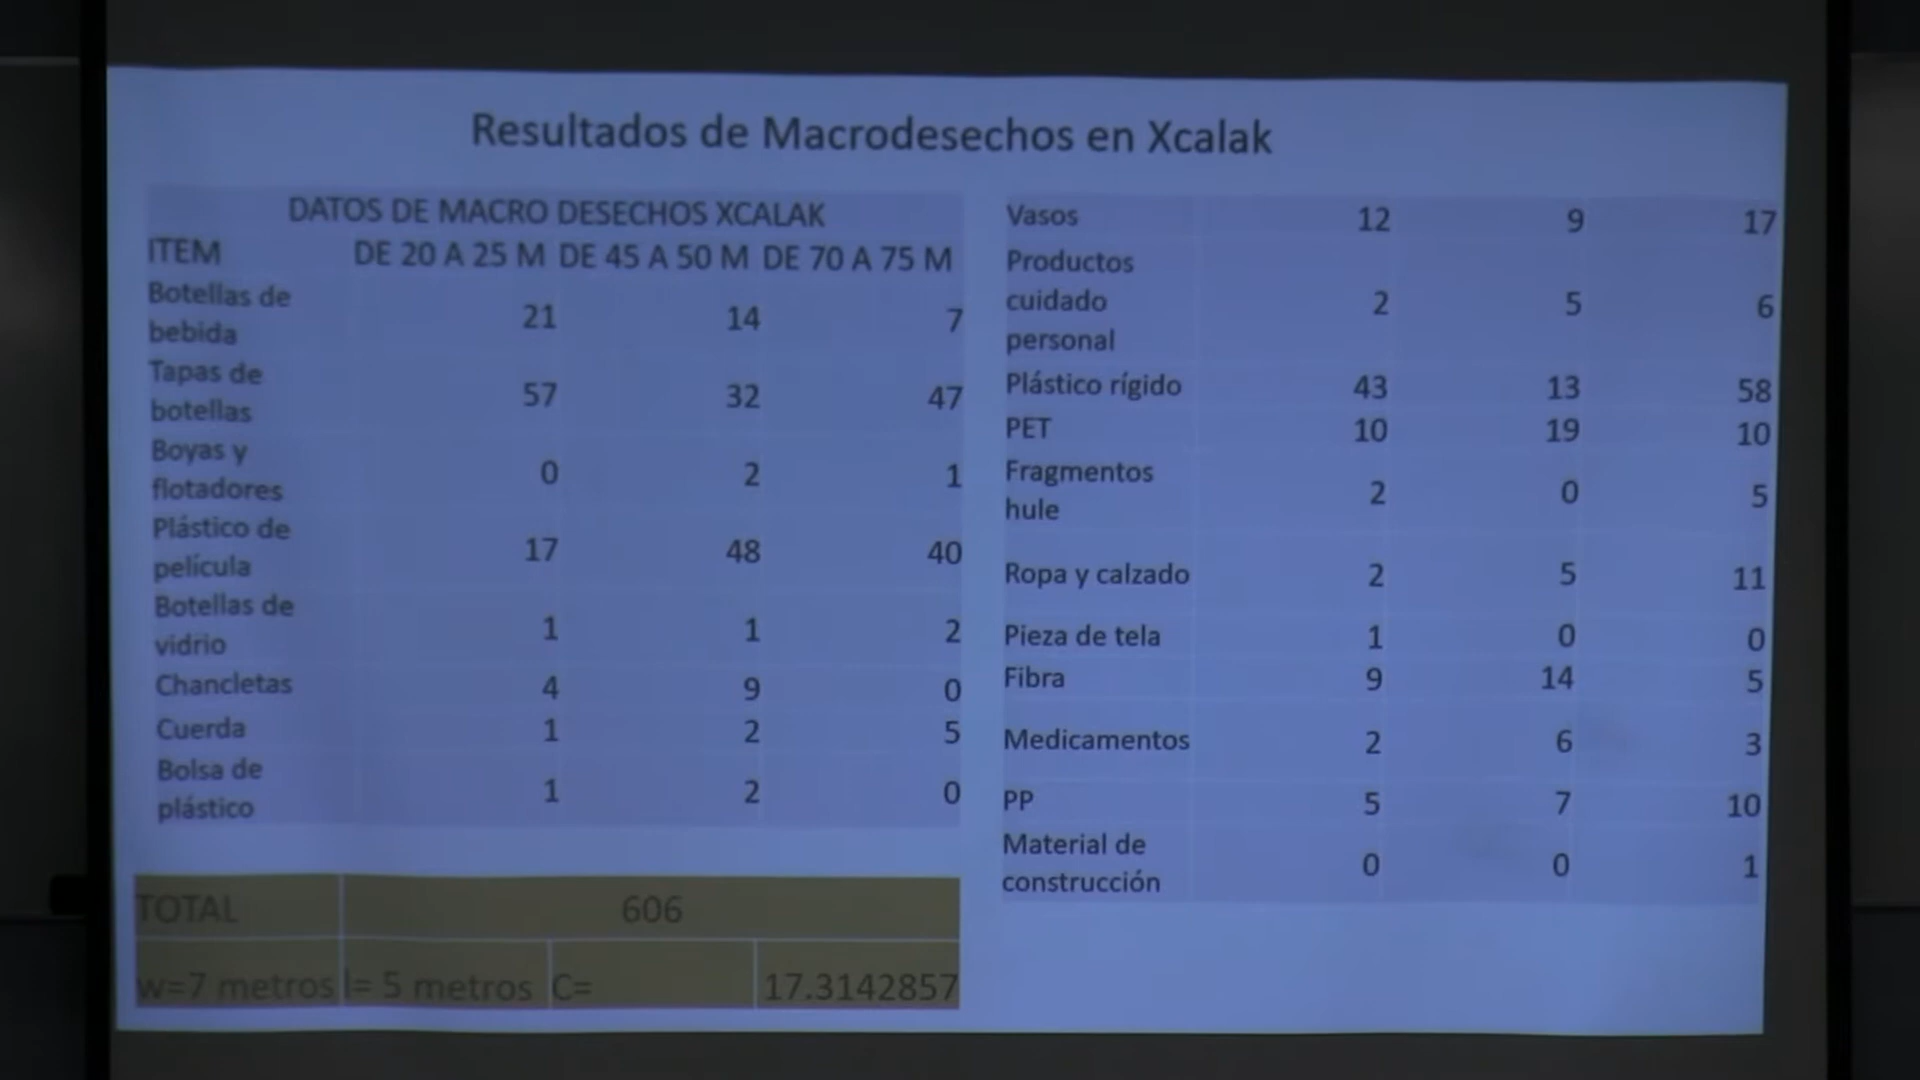 Resultados de Macrodesechos en Xcalak
DATOS DE MACRO DESECHOS XCALAK
ITEM DE 20 A 25 M DE 45 A 50 M DE 70 A 75 M
Botellas de bebida 21 14 7
Tapas de botellas 57 32 47
Boyas y flotadores 0 2 1
Plástico de película 17 48 40
Botellas de vidrio 1 1 2
Chancletas 4 9 0
Cuerda 1 2 5
Bolsa de plástico 1 2 0
TOTAL 606
w=7 metros l= 5 metros C= 17.3142857
Vasos 12 9 17
Productos cuidado personal 2 5 6
Plástico rígido 43 13 58
PET 10 19 10
Fragmentos hule 2 0 5
Ropa y calzado 2 5 11
Pieza de tela 1 0 0
Fibra 9 14 5
Medicamentos 2 6 3
PP 5 7 10
Material de construcción 0 0 1